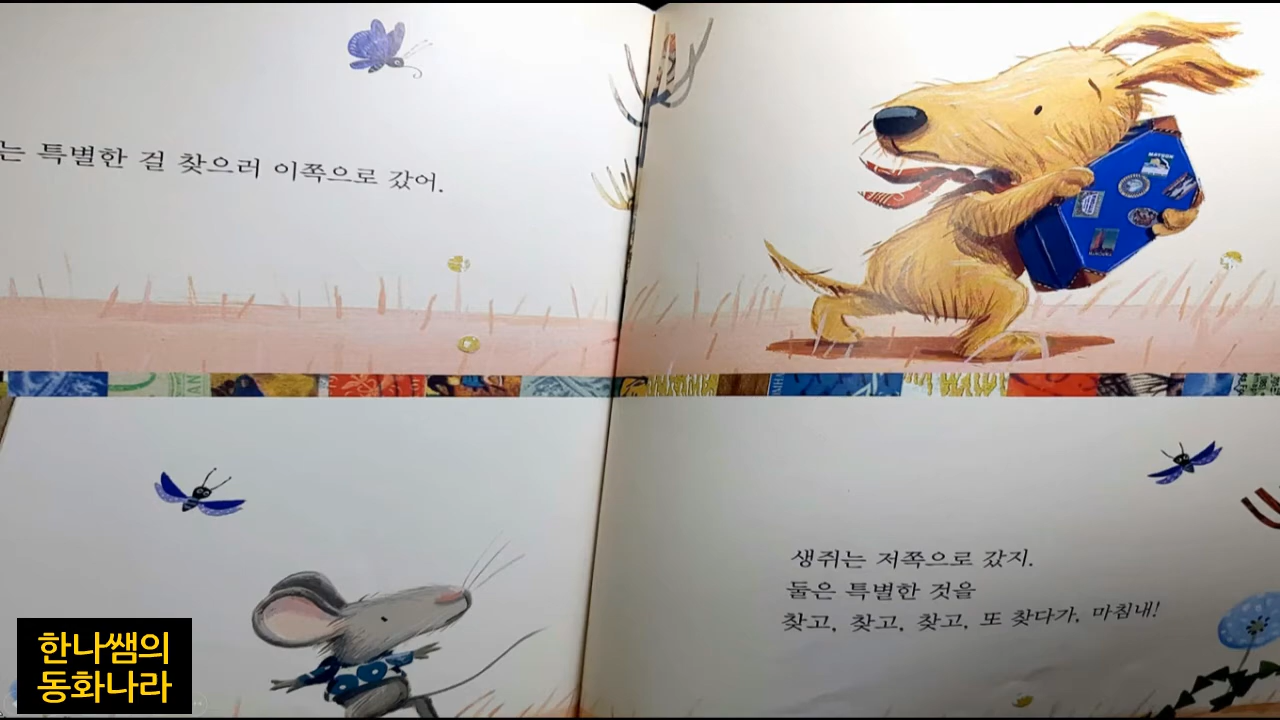 는 특별한 걸 찾으러 이쪽으로 갔어.
생쥐는 저쪽으로 갔지.
둘은 특별한 것을
찾고, 찾고, 찾고, 또 찾다가, 마침내!
한나쌤의
동화나라